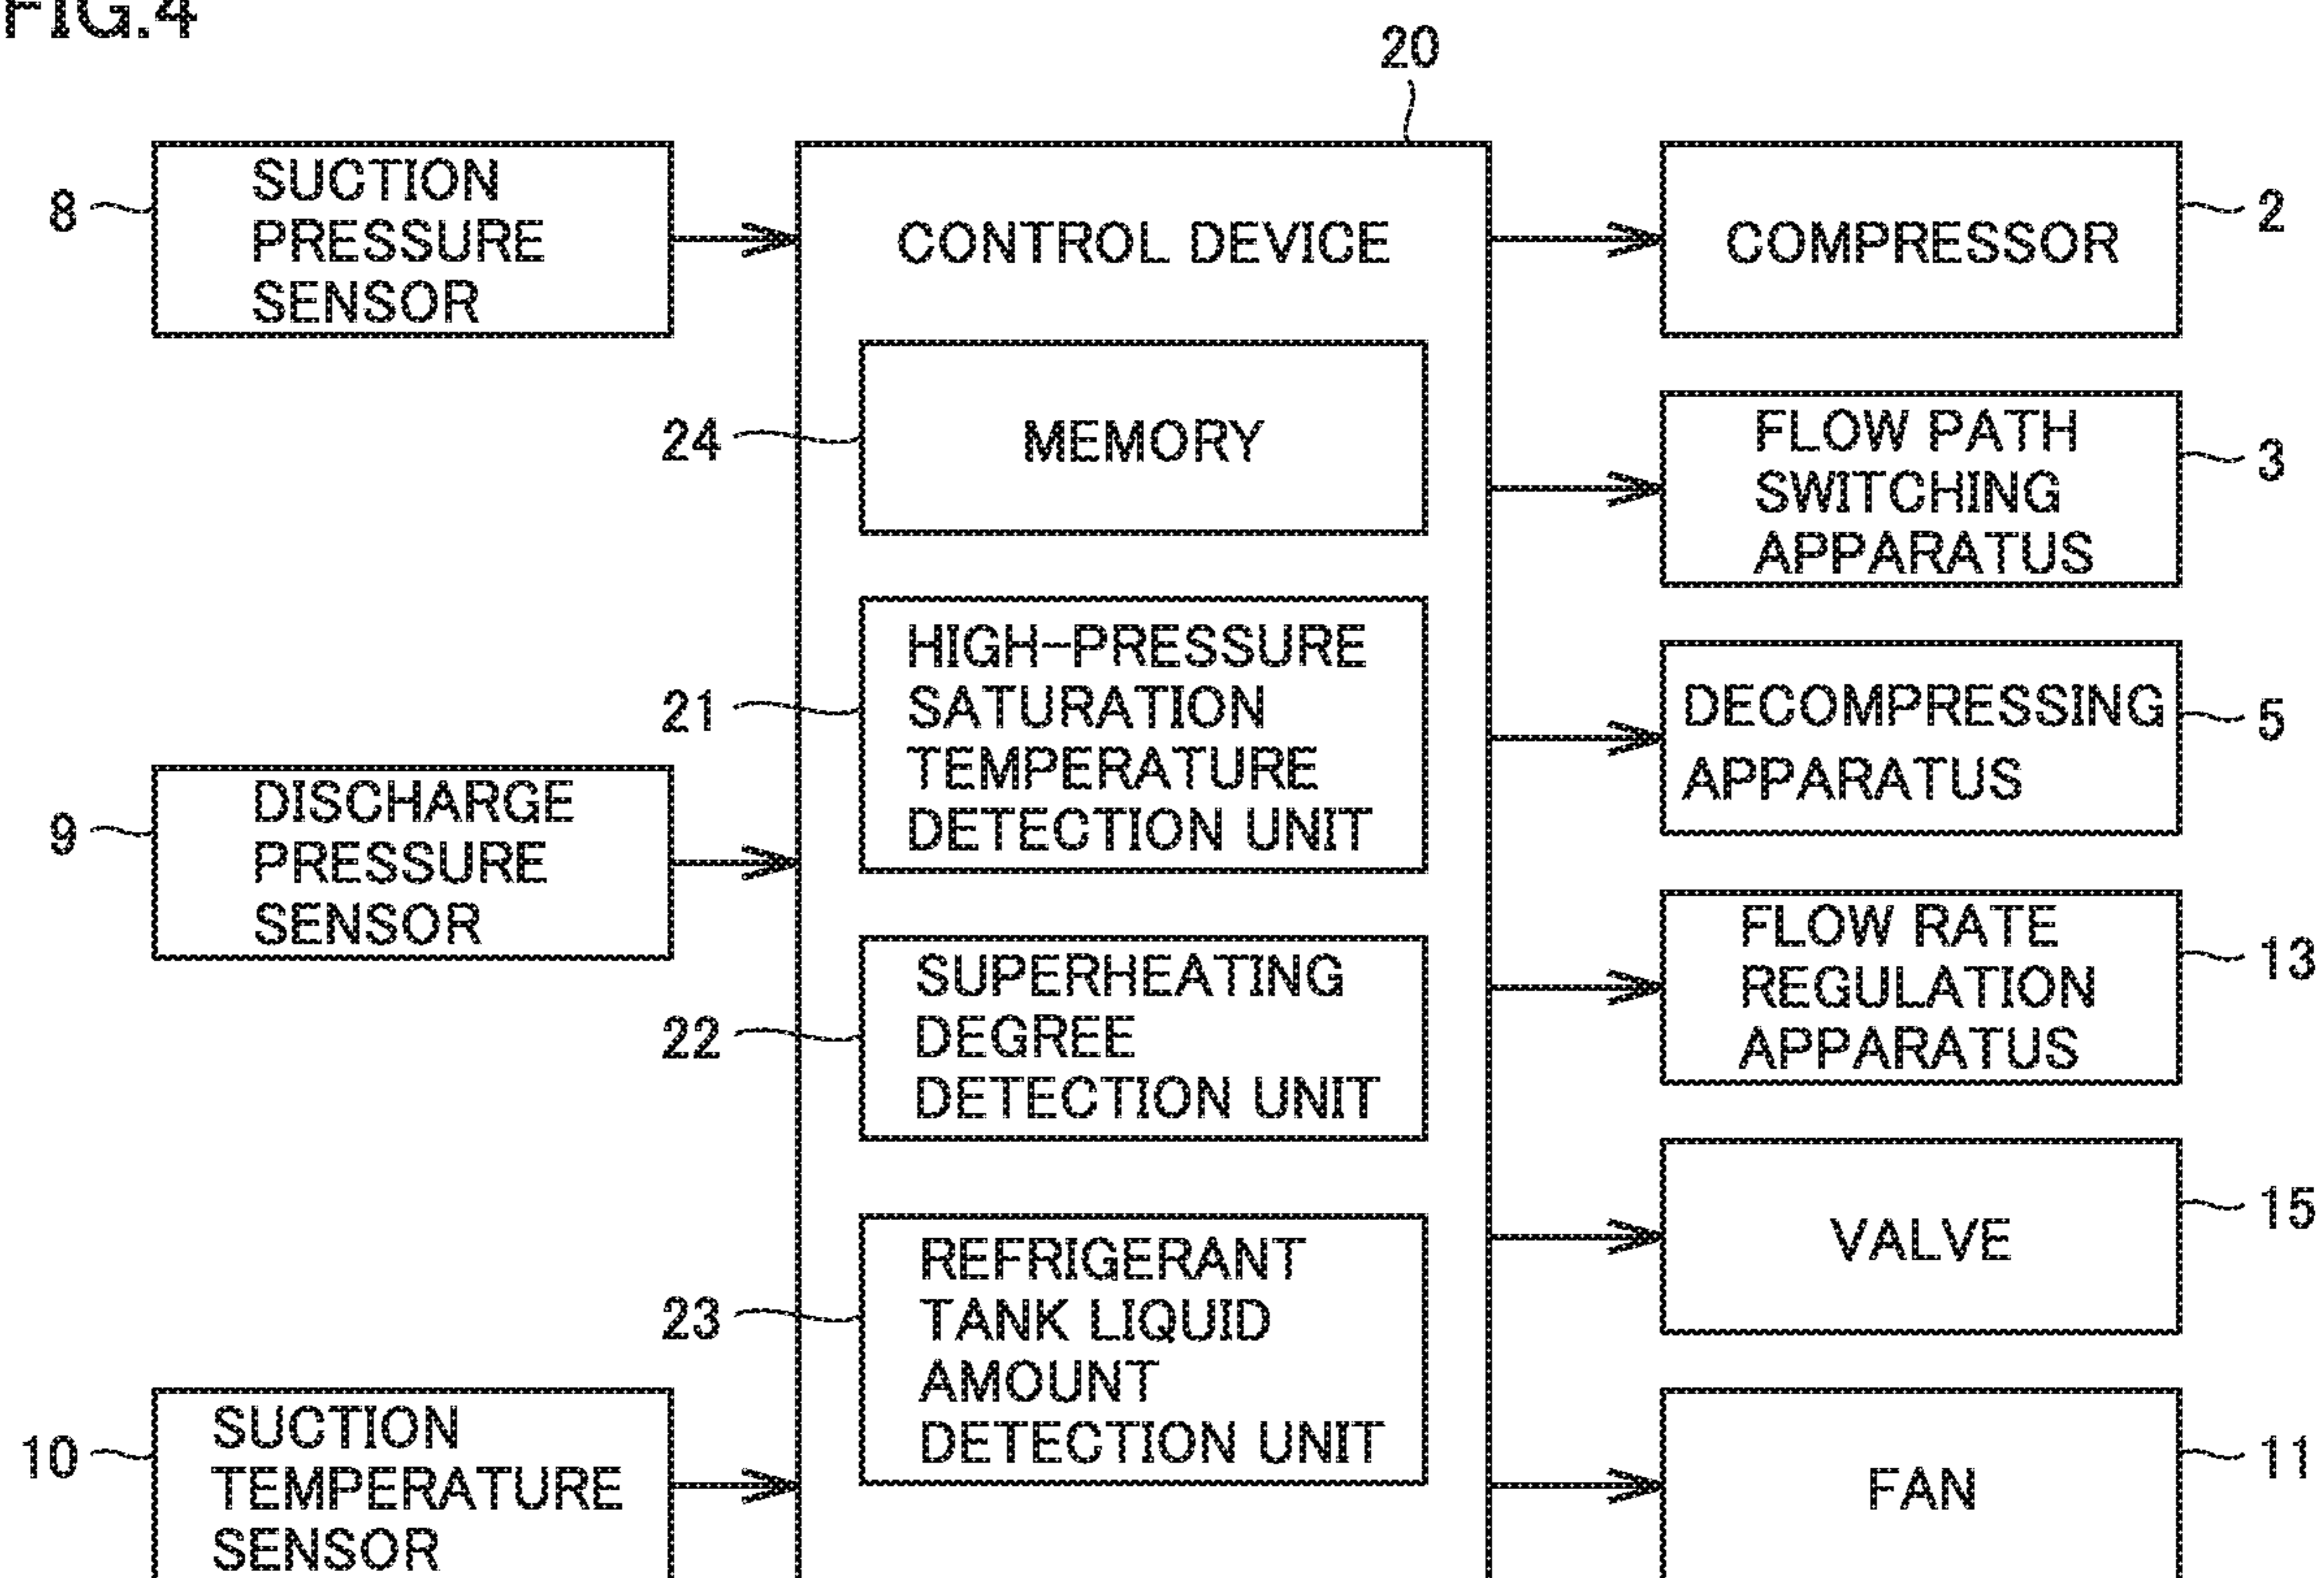 FIG.4
20
8
SUCTION
PRESSURE
SENSOR
CONTROL DEVICE
COMPRESSOR
2
24
MEMORY
FLOW PATH
SWITCHING
APPARATUS
3
21
HIGH-PRESSURE
SATURATION
TEMPERATURE
DETECTION UNIT
DECOMPRESSING
APPARATUS
5
9
DISCHARGE
PRESSURE
SENSOR
22
SUPERHEATING
DEGREE
DETECTION UNIT
FLOW RATE
REGULATION
APPARATUS
13
23
REFRIGERANT
TANK LIQUID
AMOUNT
DETECTION UNIT
VALVE
15
10
SUCTION
TEMPERATURE
SENSOR
FAN
11